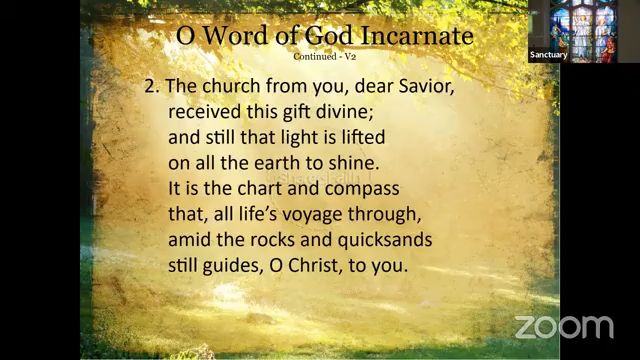 O Word of God Incarnate
Continued - V2
Sanctuary
2. The church from you, dear Savior,
received this gift divine;
and still that light is lifted
on all the earth to shine.
It is the chart and compass
that, all life's voyage through,
amid the rocks and quicksands
still guides, O Christ, to you.
zoom